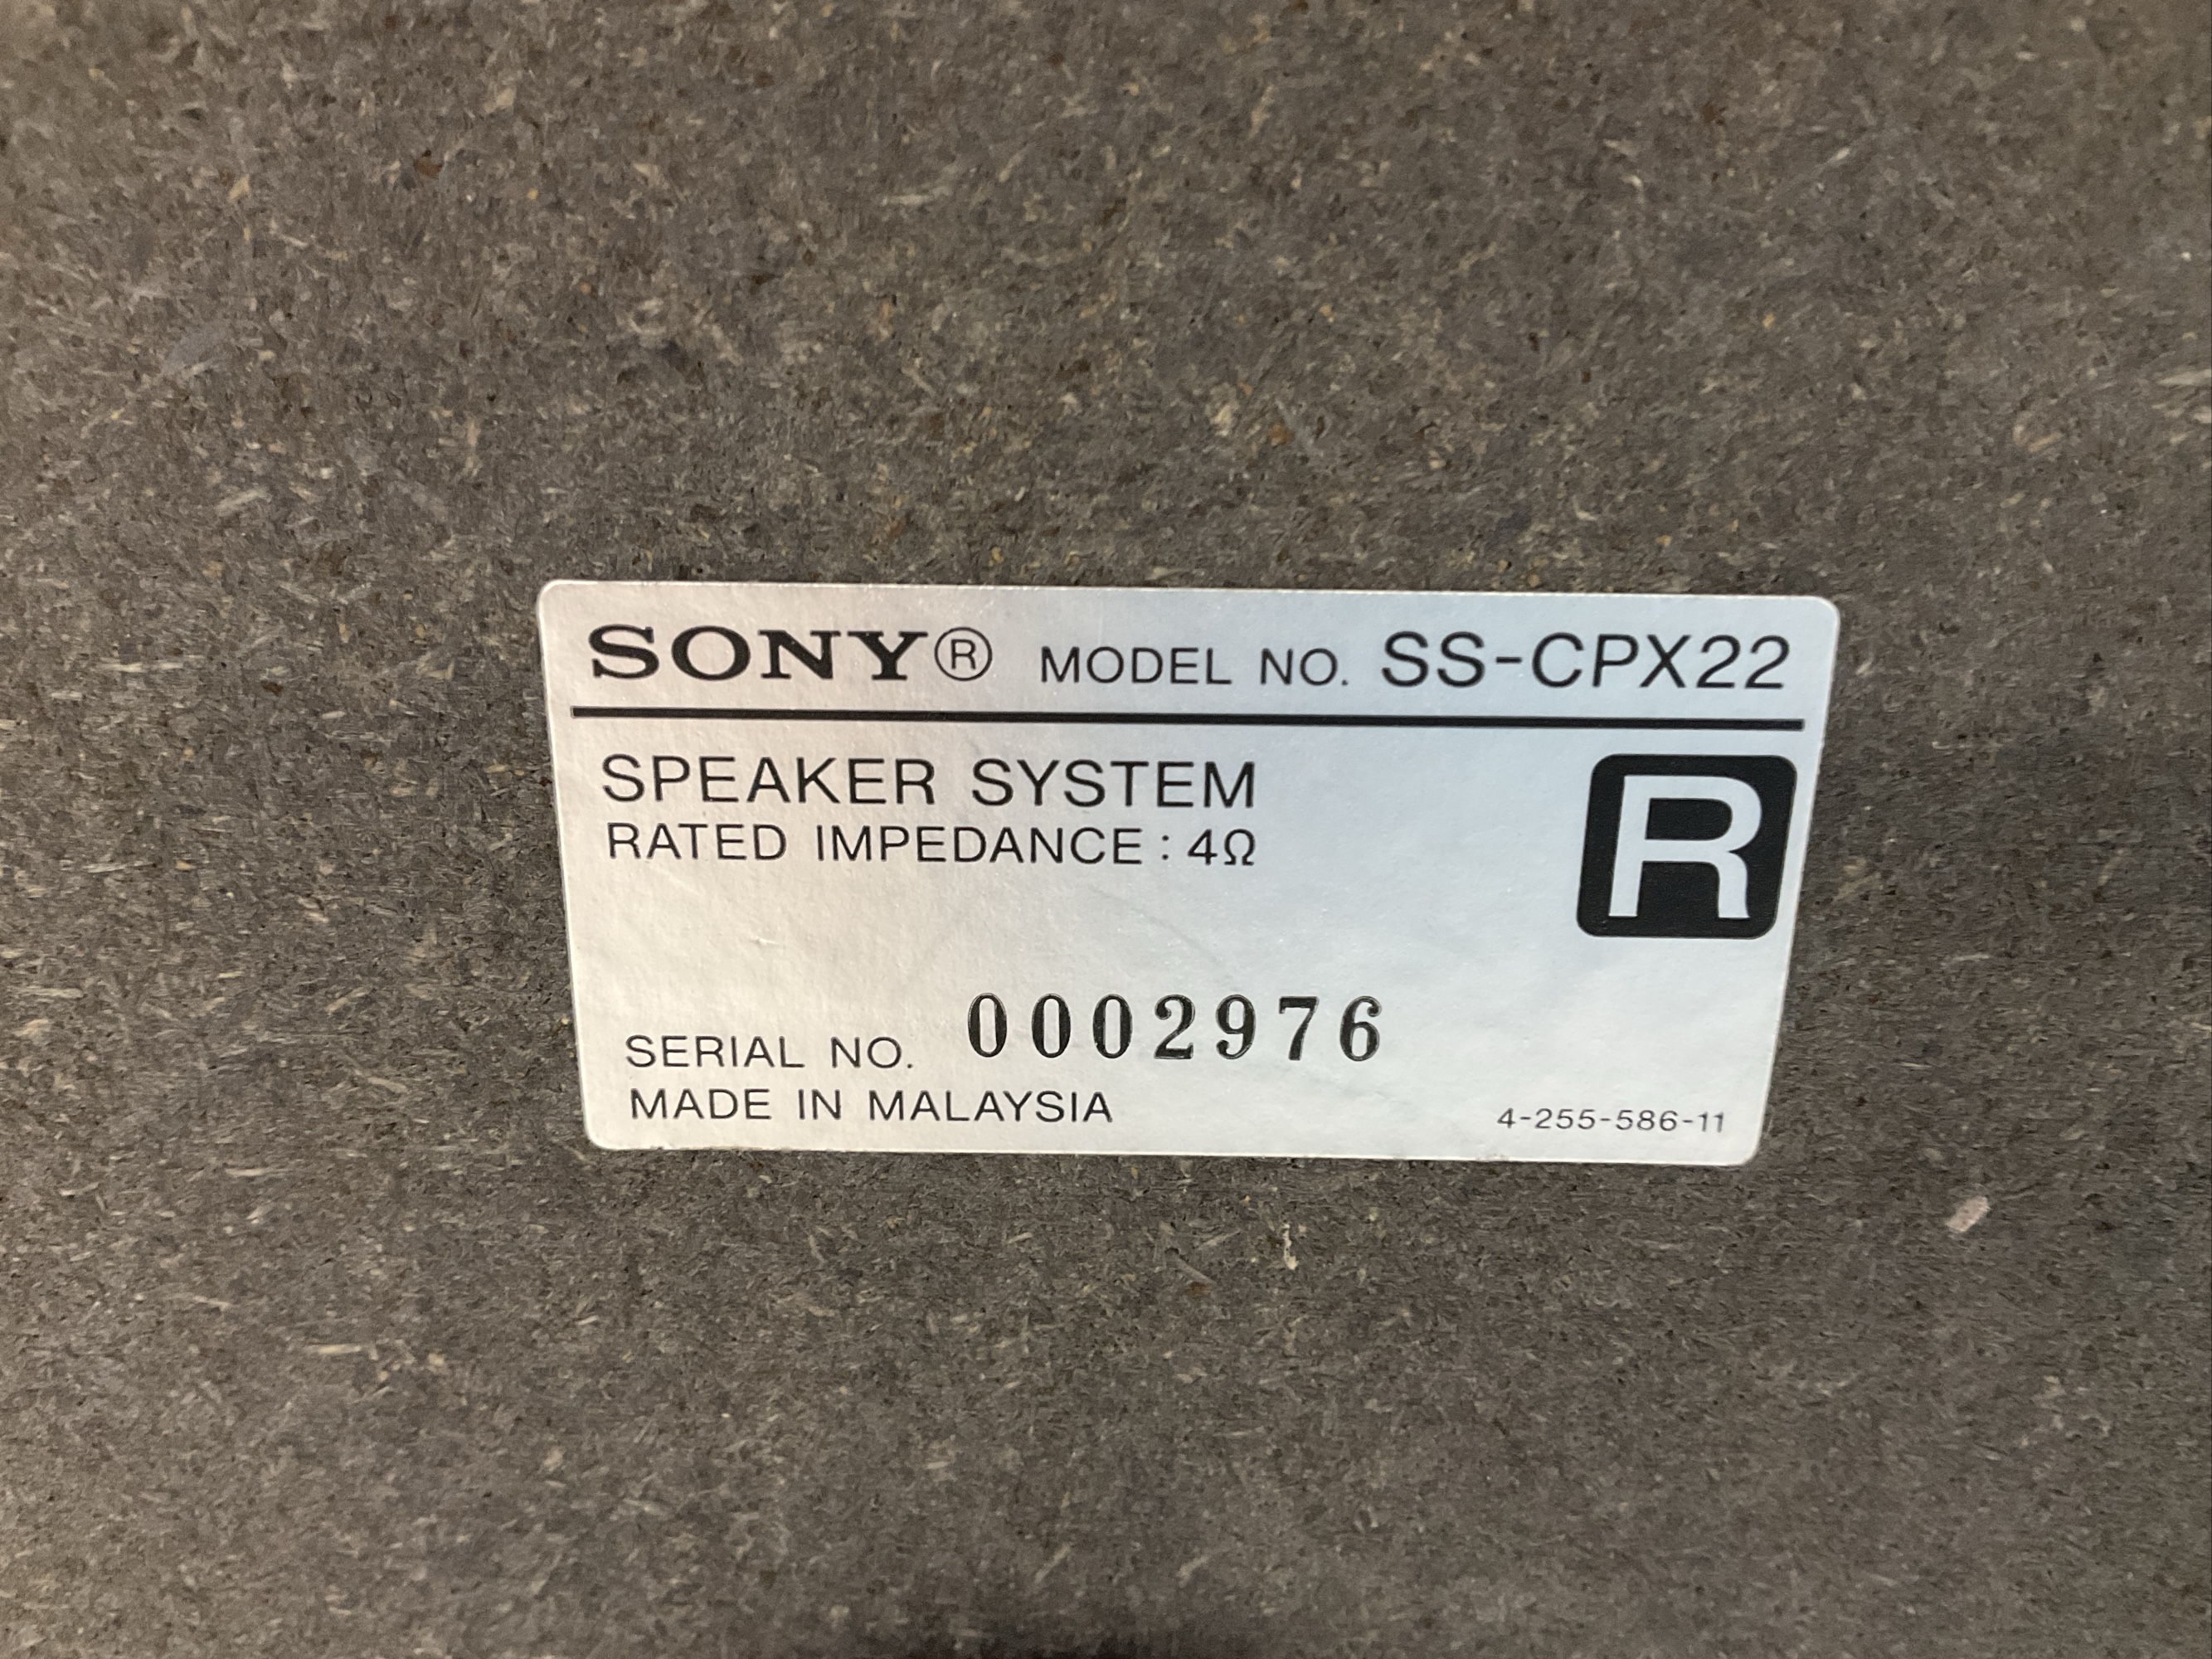 SONY® MODEL NO. SS-CPX22
SPEAKER SYSTEM
R
RATED IMPEDANCE : 4Ω
SERIAL NO. 0002976
MADE IN MALAYSIA
4-255-586-11